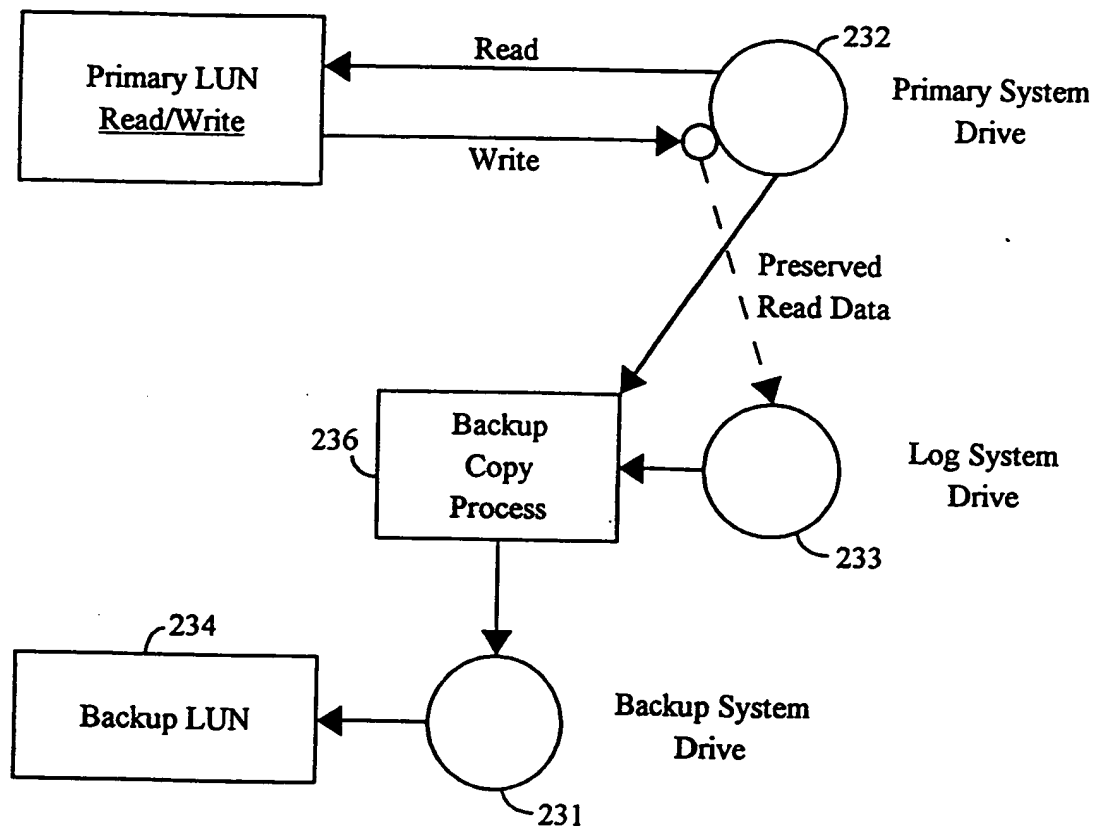 232
Read
Primary LUN
Read/Write
Primary System
Drive
Write
Preserved
Read Data
236
Backup
Copy
Process
Log System
Drive
233
234
Backup LUN
Backup System
Drive
231